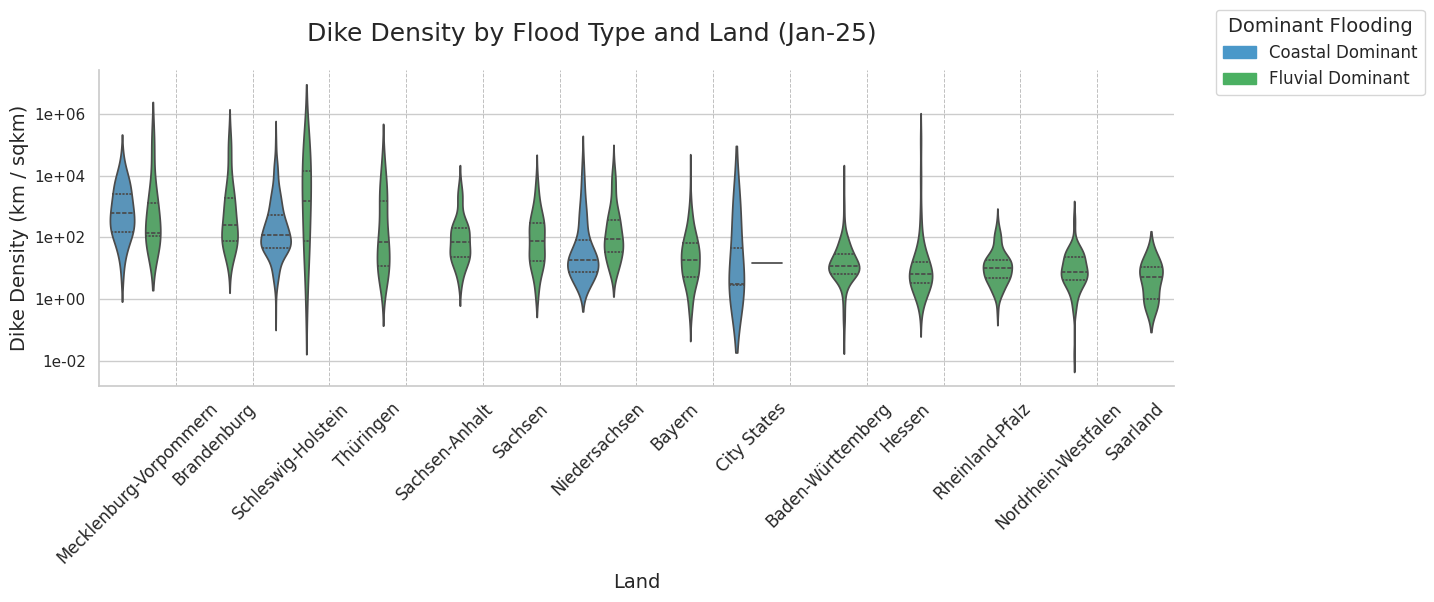 Dike Density by Flood Type and Land (Jan-25)
Dominant Flooding
Coastal Dominant
Fluvial Dominant
Dike Density (km / sqkm)
1e+06
1e+04
1e+02
1e+00
1e-02
Mecklenburg-Vorpommern
Brandenburg
Schleswig-Holstein
Thüringen
Sachsen-Anhalt
Sachsen
Niedersachsen
Bayern
City States
Baden-Württemberg
Hessen
Rheinland-Pfalz
Nordrhein-Westfalen
Saarland
Land